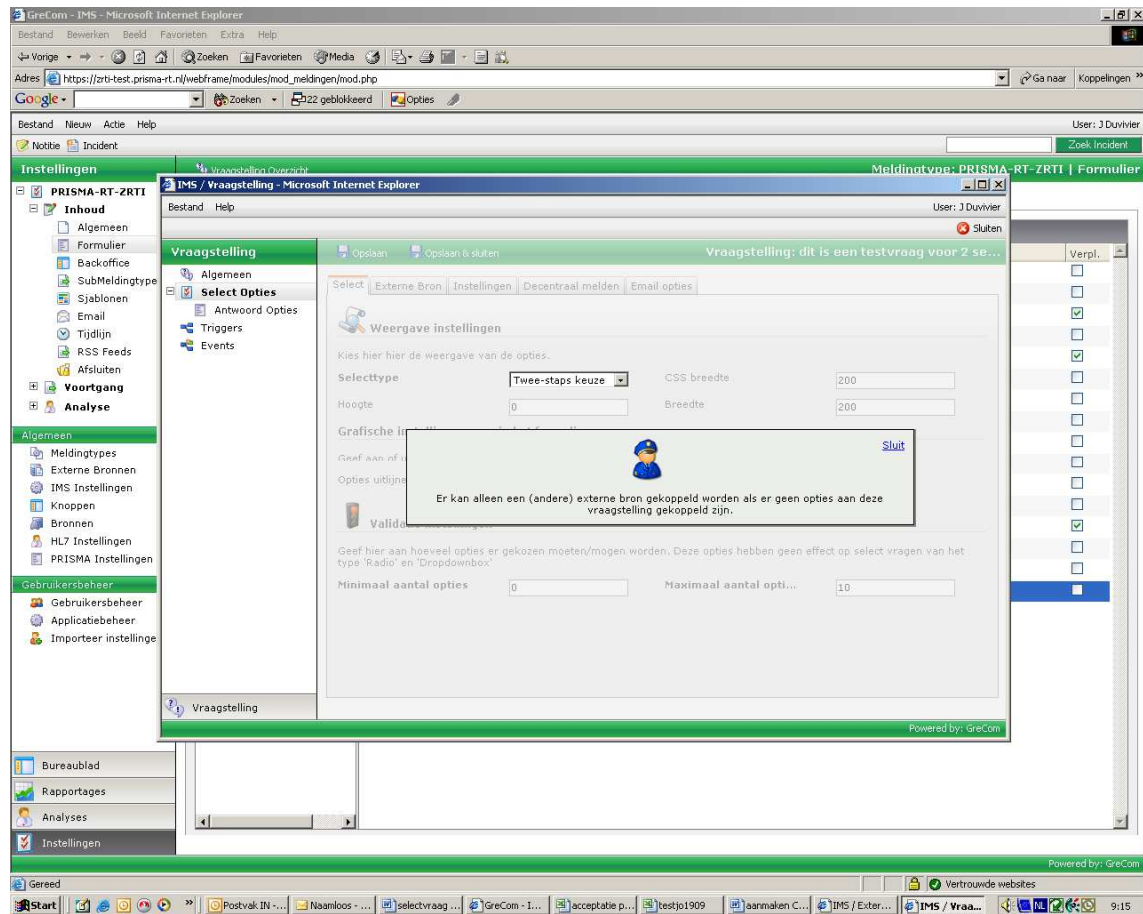 GreCom - IMS - Microsoft Internet Explorer
Bestand Bewerken Beeld Favorieten Extra Help
Vorige Zoeken Favorieten Media
Adres https://zrti-test.prisma-rt.nl/webframe/modules/mod_meldingen/mod.php Ga naar Koppelingen »
Google Zoeken 22 geblokkeerd Opties
Bestand Nieuw Actie Help User: J Duvivier
Notitie Incident Zoek Incident
Instellingen Vraagstelling Overzicht Meldingtype: PRISMA-RT-ZRTI | Formulier
PRISMA-RT-ZRTI
Inhoud
Algemeen
Formulier
Backoffice
SubMeldingtype
Sjablonen
Email
Tijdlijn
RSS Feeds
Afsluiten
Voortgang
Analyse
Algemeen
Meldingtypes
Externe Bronnen
IMS Instellingen
Knoppen
Bronnen
HL7 Instellingen
PRISMA Instellingen
Gebruikersbeheer
Gebruikersbeheer
Applicatiebeheer
Importeer instellinge
Bureaublad
Rapportages
Analyses
Instellingen
Verpl.
IMS / Vraagstelling - Microsoft Internet Explorer
Bestand Help User: J Duvivier
Sluiten
Vraagstelling Opslaan Opslaan & sluiten Vraagstelling: dit is een testvraag voor 2 se...
Algemeen
Select Opties
Antwoord Opties
Triggers
Events
Vraagstelling
Select Externe Bron Instellingen Decentraal melden Email opties
Weergave instellingen
Kies hier hier de weergave van de opties.
Selecttype Twee-staps keuze CSS breedte 200
Hoogte 0 Breedte 200
Grafische in
Geef aan of u
Opties uitlijne
Sluit
Er kan alleen een (andere) externe bron gekoppeld worden als er geen opties aan deze
vraagstelling gekoppeld zijn.
Geef hier aan hoeveel opties er gekozen moeten/mogen worden. Deze opties hebben geen effect op select vragen van het
type 'Radio' en 'Dropdownbox'
Minimaal aantal opties 0 Maximaal aantal opti... 10
Powered by: GreCom
Powered by: GreCom
Gereed Vertrouwde websites
Start » Postvak IN -... Naamloos - ... selectvraag ... GreCom - I... acceptatie p... testjo1909 aanmaken C... IMS / Exter... IMS / Vraa... NL 9:15